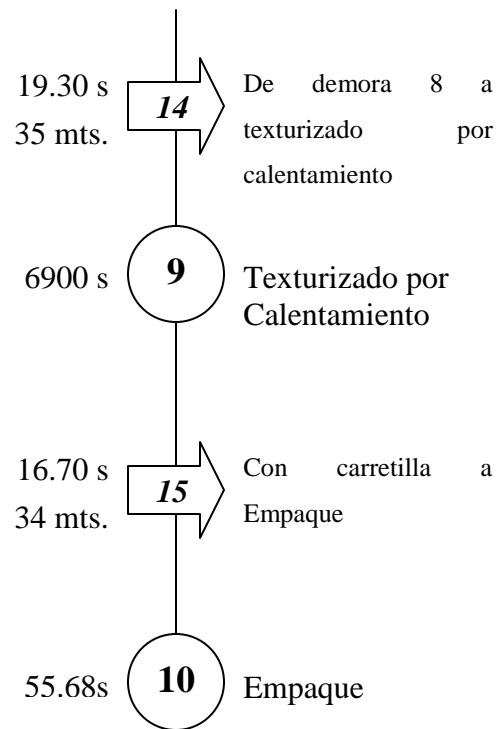 19.30 s
35 mts.
14
De demora 8 a
texturizado por
calentamiento
6900 s
9
Texturizado por
Calentamiento
16.70 s
34 mts.
15
Con carretilla a
Empaque
55.68s
10
Empaque